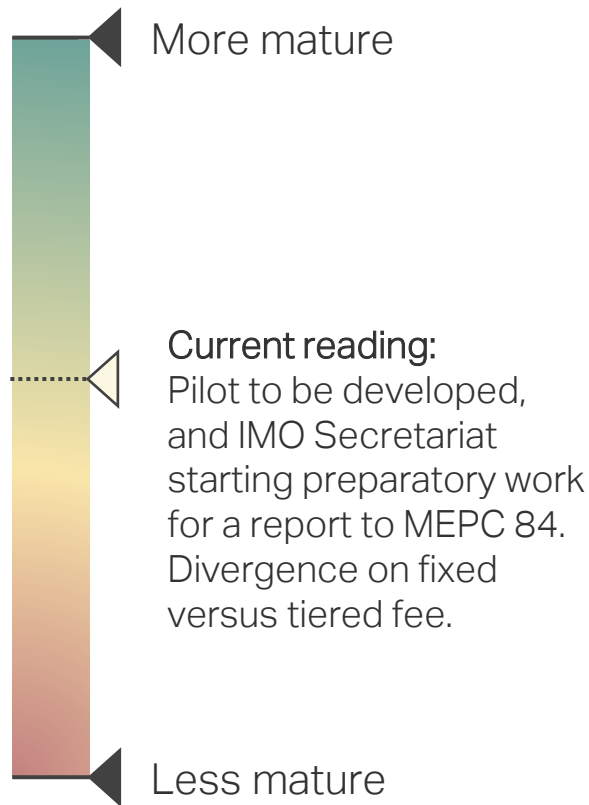 More mature
Current reading:
Pilot to be developed,
and IMO Secretariat
starting preparatory work
for a report to MEPC 84.
Divergence on fixed
versus tiered fee.
Less mature